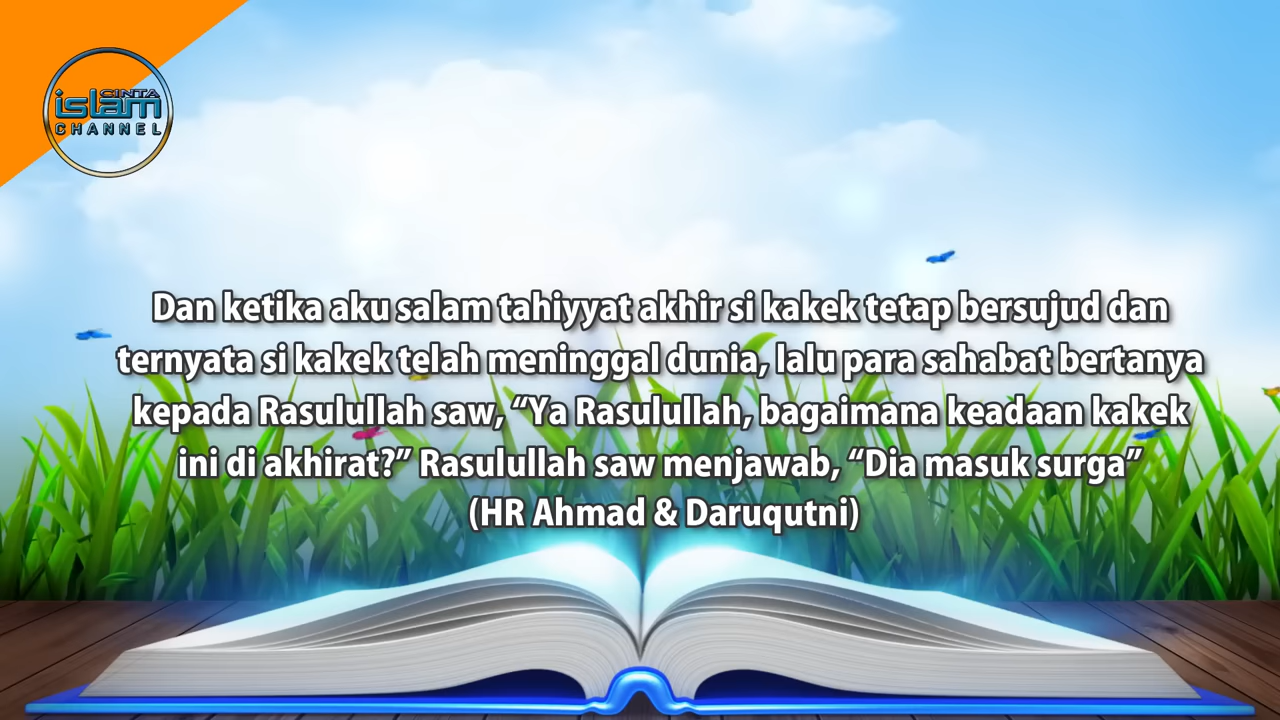 CINTA
islam
CHANNEL
Dan ketika aku salam tahiyyat akhir si kakek tetap bersujud dan
ternyata si kakek telah meninggal dunia, lalu para sahabat bertanya
kepada Rasulullah saw, “Ya Rasulullah, bagaimana keadaan kakek
ini di akhirat?” Rasulullah saw menjawab, “Dia masuk surga”
(HR Ahmad & Daruqutni)